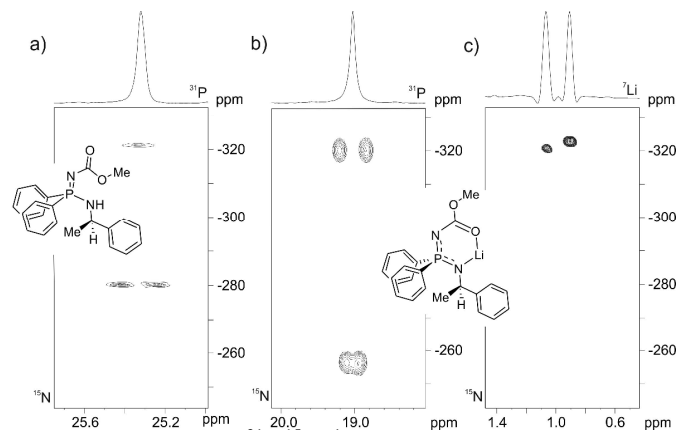 a)
31P
ppm
-320
-300
-280
-260
15N
25.6
25.2
ppm
O
N
O
Me
P
NH
Me
H
b)
31P
ppm
-320
-300
-280
-260
15N
20.0
19.0
ppm
Me
O
O
N
Li
P
N
Me
H
c)
7Li
ppm
-320
-300
-280
-260
15N
1.4
1.0
0.6
ppm